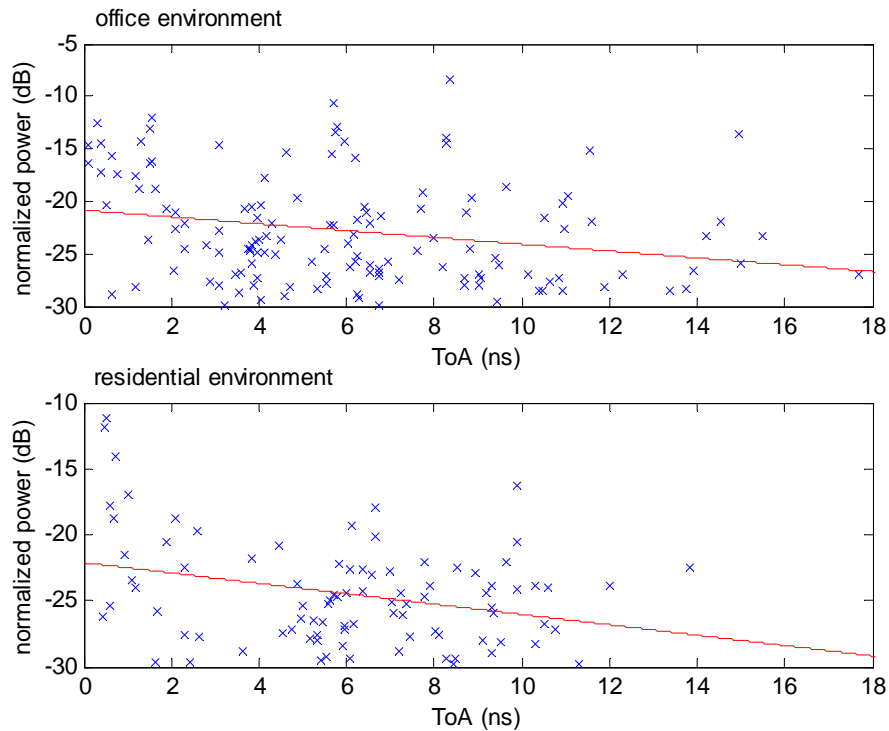 office environment
-5
-10
-15
-20
-25
-30
normalized power (dB)
0 2 4 6 8 10 12 14 16 18
ToA (ns)
residential environment
-10
-15
-20
-25
-30
normalized power (dB)
0 2 4 6 8 10 12 14 16 18
ToA (ns)